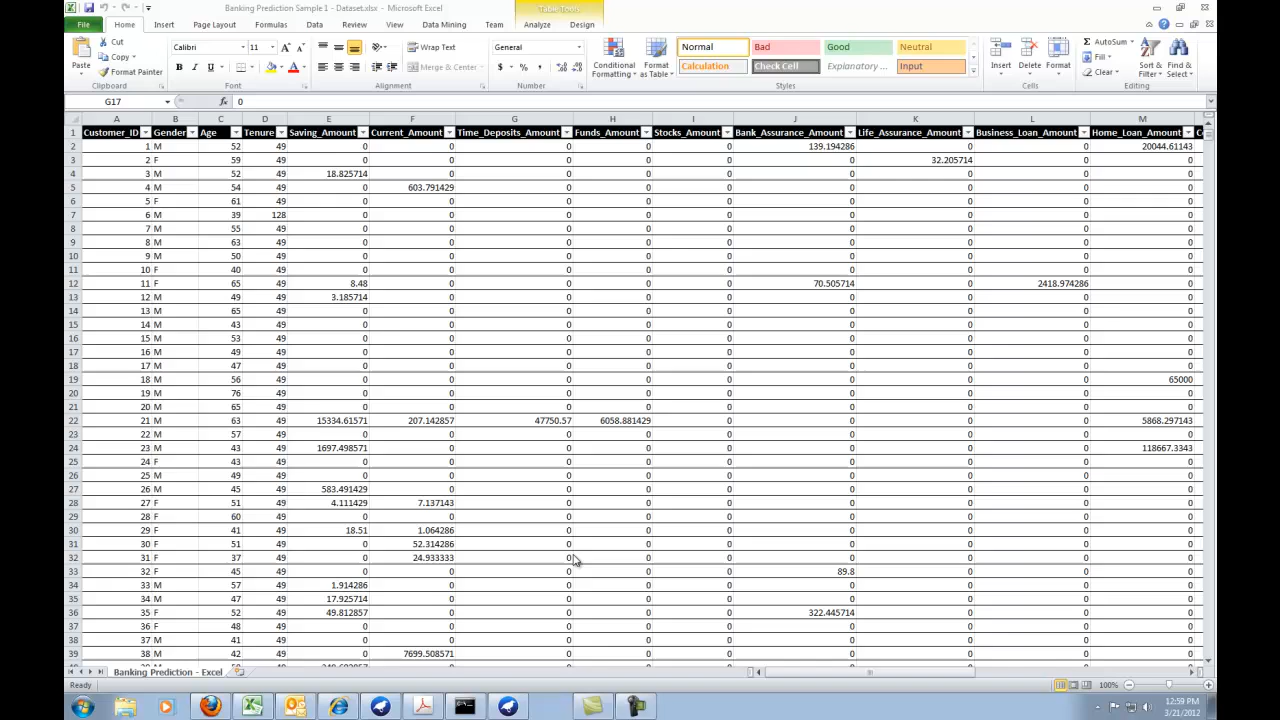 Banking Prediction Sample 1 - Dataset.xlsx - Microsoft Excel
Table Tools
File Home Insert Page Layout Formulas Data Review View Data Mining Team Analyze Design
Paste Cut Copy Format Painter
Calibri 11 Wrap Text Merge & Center General
B I U A $ % ,
Conditional Formatting Format as Table
Normal Bad Good Neutral
Calculation Check Cell Explanatory ... Input
Insert Delete Format
AutoSum Fill Clear Sort & Filter Find & Select
Clipboard Font Alignment Number Styles Cells Editing
G17 fx 0
A B C D E F G H I J K L M
1 Customer_ID Gender Age Tenure Saving_Amount Current_Amount Time_Deposits_Amount Funds_Amount Stocks_Amount Bank_Assurance_Amount Life_Assurance_Amount Business_Loan_Amount Home_Loan_Amount
2 1 M 52 49 0 0 0 0 0 139.194286 0 0 20044.61143
3 2 F 59 49 0 0 0 0 0 0 32.205714 0 0
4 3 M 52 49 18.825714 0 0 0 0 0 0 0 0
5 4 M 54 49 0 603.791429 0 0 0 0 0 0 0
6 5 F 61 49 0 0 0 0 0 0 0 0 0
7 6 M 39 128 0 0 0 0 0 0 0 0 0
8 7 M 55 49 0 0 0 0 0 0 0 0 0
9 8 M 63 49 0 0 0 0 0 0 0 0 0
10 9 M 50 49 0 0 0 0 0 0 0 0 0
11 10 F 40 49 0 0 0 0 0 0 0 0 0
12 11 F 65 49 8.48 0 0 0 0 70.505714 0 2418.974286 0
13 12 M 49 49 3.185714 0 0 0 0 0 0 0 0
14 13 M 65 49 0 0 0 0 0 0 0 0 0
15 14 M 43 49 0 0 0 0 0 0 0 0 0
16 15 M 53 49 0 0 0 0 0 0 0 0 0
17 16 M 49 49 0 0 0 0 0 0 0 0 0
18 17 M 47 49 0 0 0 0 0 0 0 0 0
19 18 M 56 49 0 0 0 0 0 0 0 0 65000
20 19 M 76 49 0 0 0 0 0 0 0 0 0
21 20 M 65 49 0 0 0 0 0 0 0 0 0
22 21 M 63 49 15334.61571 207.142857 47750.57 6058.881429 0 0 0 0 5868.297143
23 22 M 57 49 0 0 0 0 0 0 0 0 0
24 23 M 43 49 1697.498571 0 0 0 0 0 0 0 118667.3343
25 24 F 43 49 0 0 0 0 0 0 0 0 0
26 25 M 49 49 0 0 0 0 0 0 0 0 0
27 26 M 45 49 583.491429 0 0 0 0 0 0 0 0
28 27 F 51 49 4.111429 7.137143 0 0 0 0 0 0 0
29 28 F 60 49 0 0 0 0 0 0 0 0 0
30 29 F 41 49 18.51 1.064286 0 0 0 0 0 0 0
31 30 F 51 49 0 52.314286 0 0 0 0 0 0 0
32 31 F 37 49 0 24.933333 0 0 0 0 0 0 0
33 32 F 45 49 0 0 0 0 0 89.8 0 0 0
34 33 M 57 49 1.914286 0 0 0 0 0 0 0 0
35 34 M 47 49 17.925714 0 0 0 0 0 0 0 0
36 35 F 52 49 49.812857 0 0 0 0 322.445714 0 0 0
37 36 F 48 49 0 0 0 0 0 0 0 0 0
38 37 M 41 49 0 0 0 0 0 0 0 0 0
39 38 M 42 49 0 7699.508571 0 0 0 0 0 0 0
Banking Prediction - Excel
Ready 100%
12:59 PM
3/21/2012